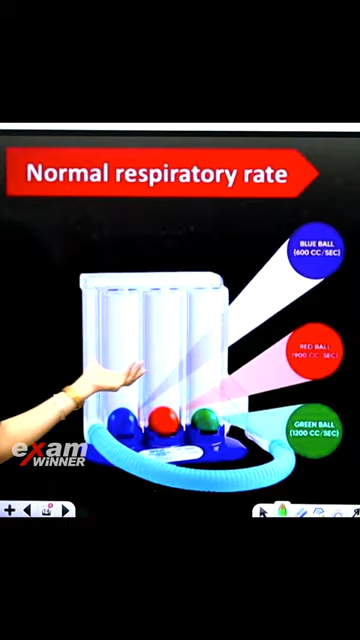 Normal respiratory rate
BLUE BALL
(600 CC/SEC)
RED BALL
(900 CC/SEC)
GREEN BALL
(1200 CC/SEC)
exam
WINNER